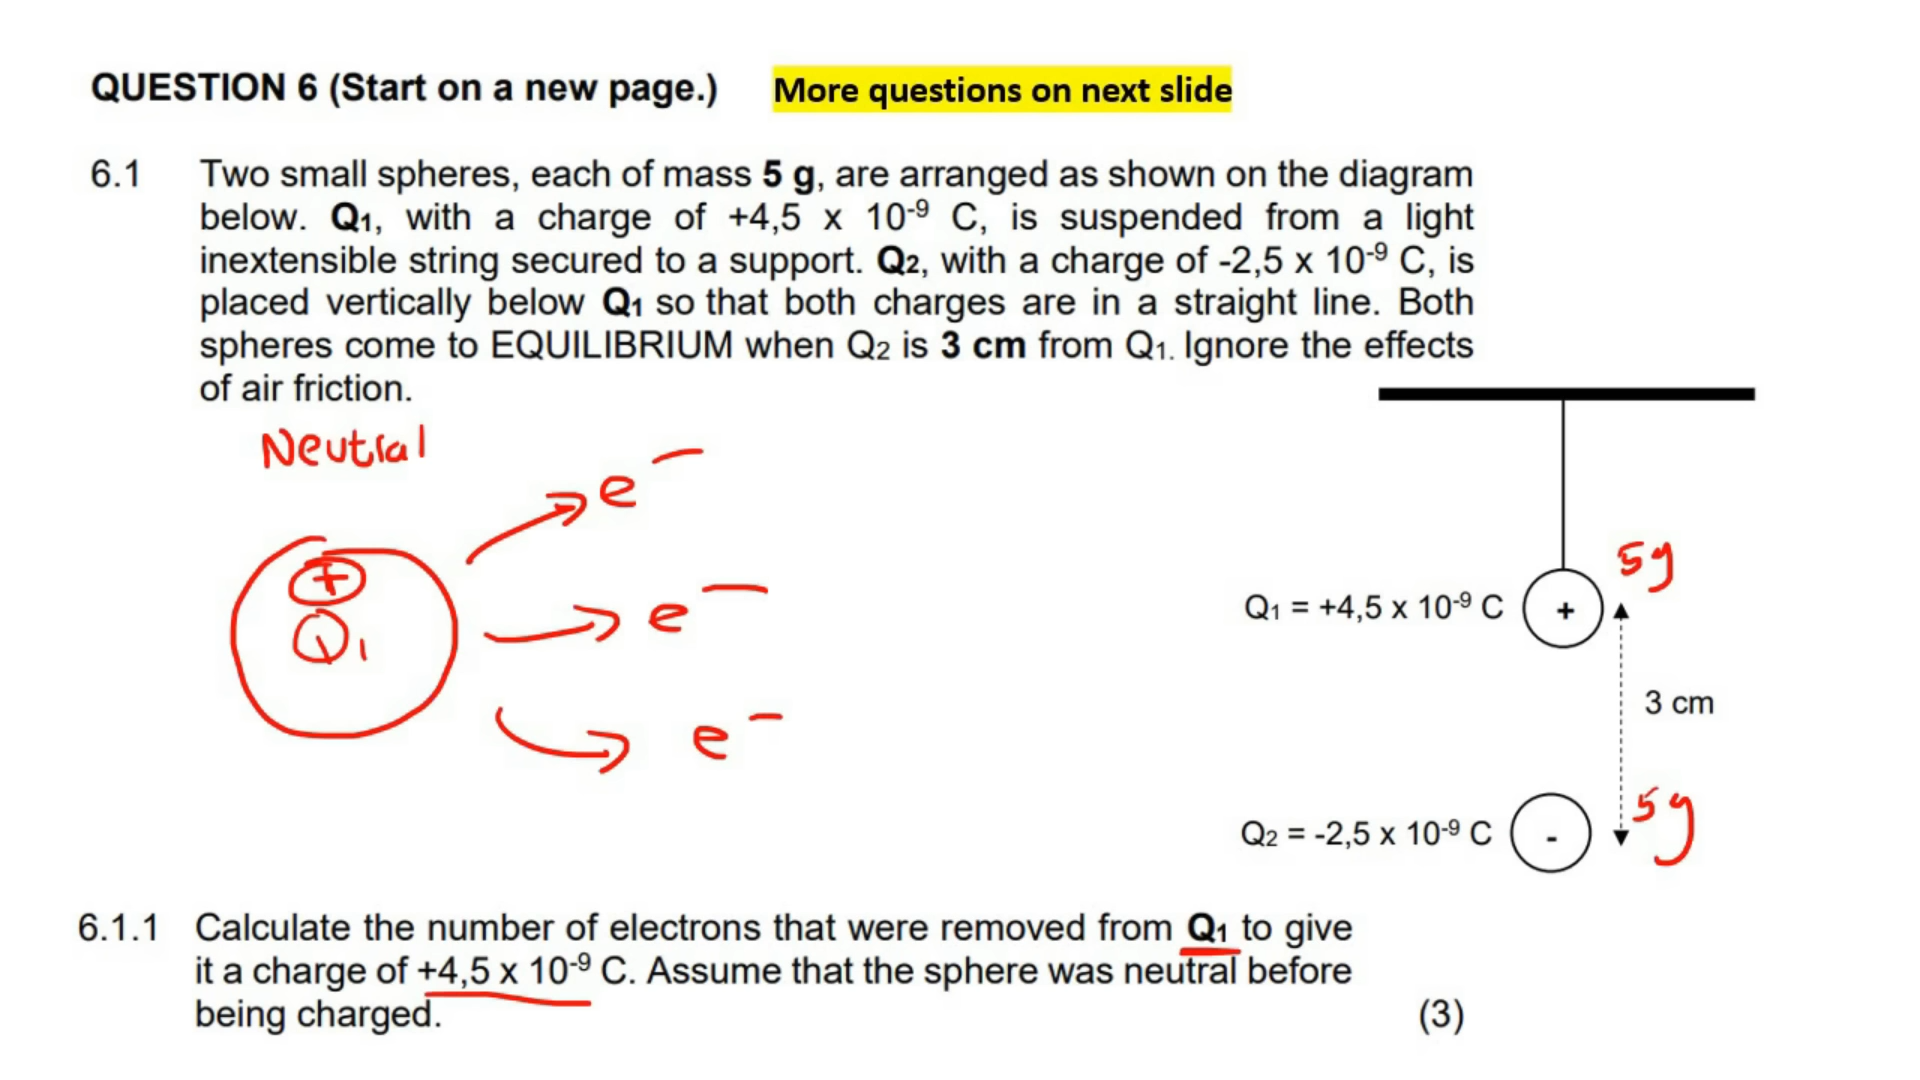 QUESTION 6 (Start on a new page.) More questions on next slide
6.1 Two small spheres, each of mass 5 g, are arranged as shown on the diagram
below. Q₁, with a charge of +4,5 x 10⁻⁹ C, is suspended from a light
inextensible string secured to a support. Q₂, with a charge of -2,5 x 10⁻⁹ C, is
placed vertically below Q₁ so that both charges are in a straight line. Both
spheres come to EQUILIBRIUM when Q₂ is 3 cm from Q₁. Ignore the effects
of air friction.
Neutral
e⁻
+
Q₁
e⁻
e⁻
5g
Q₁ = +4,5 x 10⁻⁹ C +
3 cm
5g
Q₂ = -2,5 x 10⁻⁹ C -
6.1.1 Calculate the number of electrons that were removed from Q₁ to give
it a charge of +4,5 x 10⁻⁹ C. Assume that the sphere was neutral before
being charged. (3)